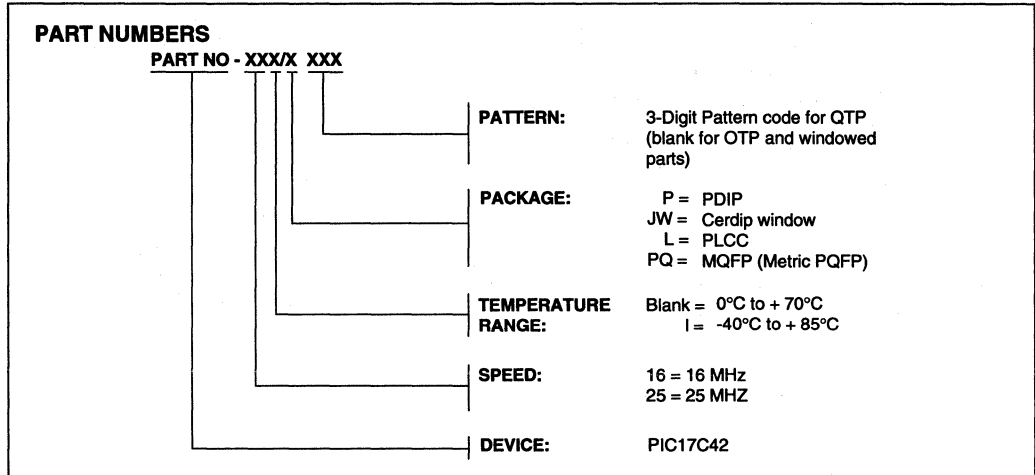 PART NUMBERS
PART NO - XXX/X XXX
PATTERN: 3-Digit Pattern code for QTP
(blank for OTP and windowed
parts)
PACKAGE: P = PDIP
JW = Cerdip window
L = PLCC
PQ = MQFP (Metric PQFP)
TEMPERATURE Blank = 0°C to + 70°C
RANGE: I = -40°C to + 85°C
SPEED: 16 = 16 MHz
25 = 25 MHZ
DEVICE: PIC17C42